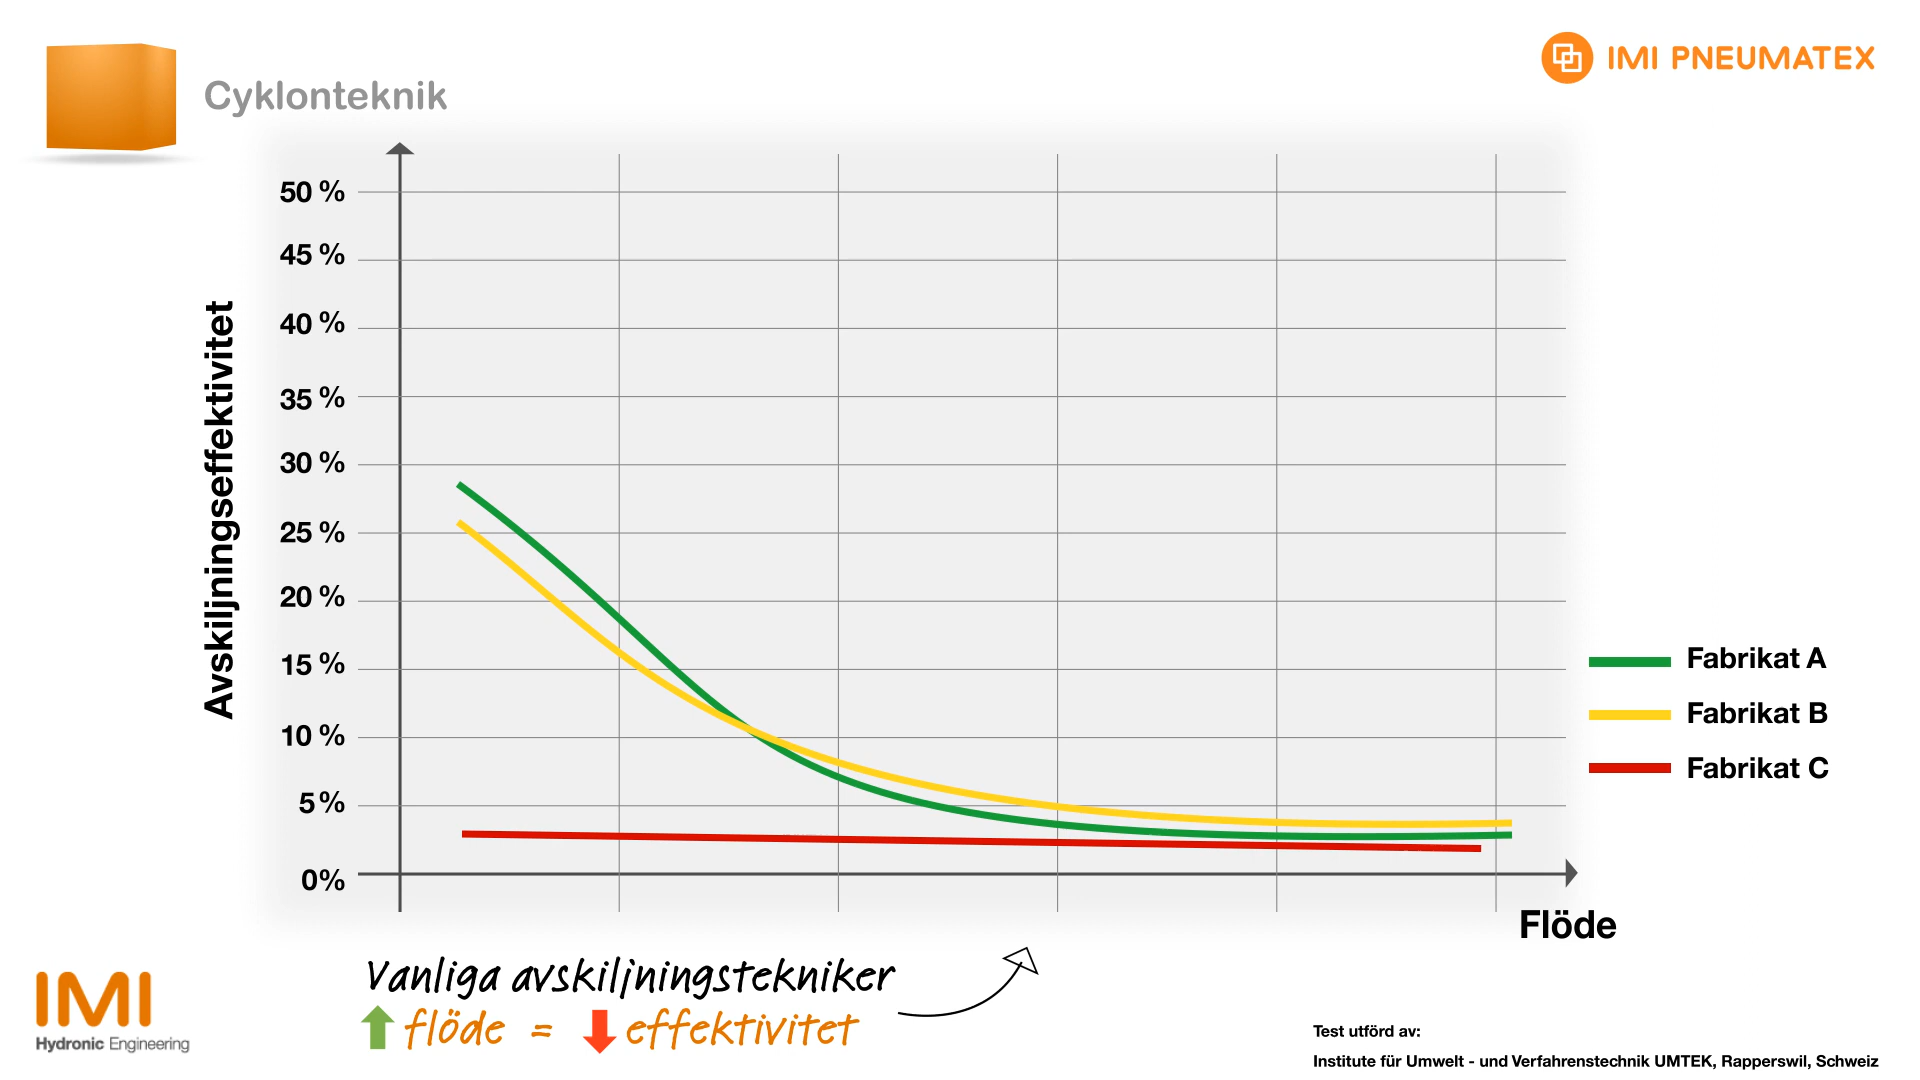 IMI PNEUMATEX
Cyklonteknik
50 %
45 %
40 %
35 %
30 %
25 %
20 %
15 %
10 %
5 %
0%
Avskiljningseffektivitet
Fabrikat A
Fabrikat B
Fabrikat C
Flöde
Vanliga avskiljningstekniker
flöde = effektivitet
IMI
Hydronic Engineering
Test utförd av:
Institute für Umwelt - und Verfahrenstechnik UMTEK, Rapperswil, Schweiz